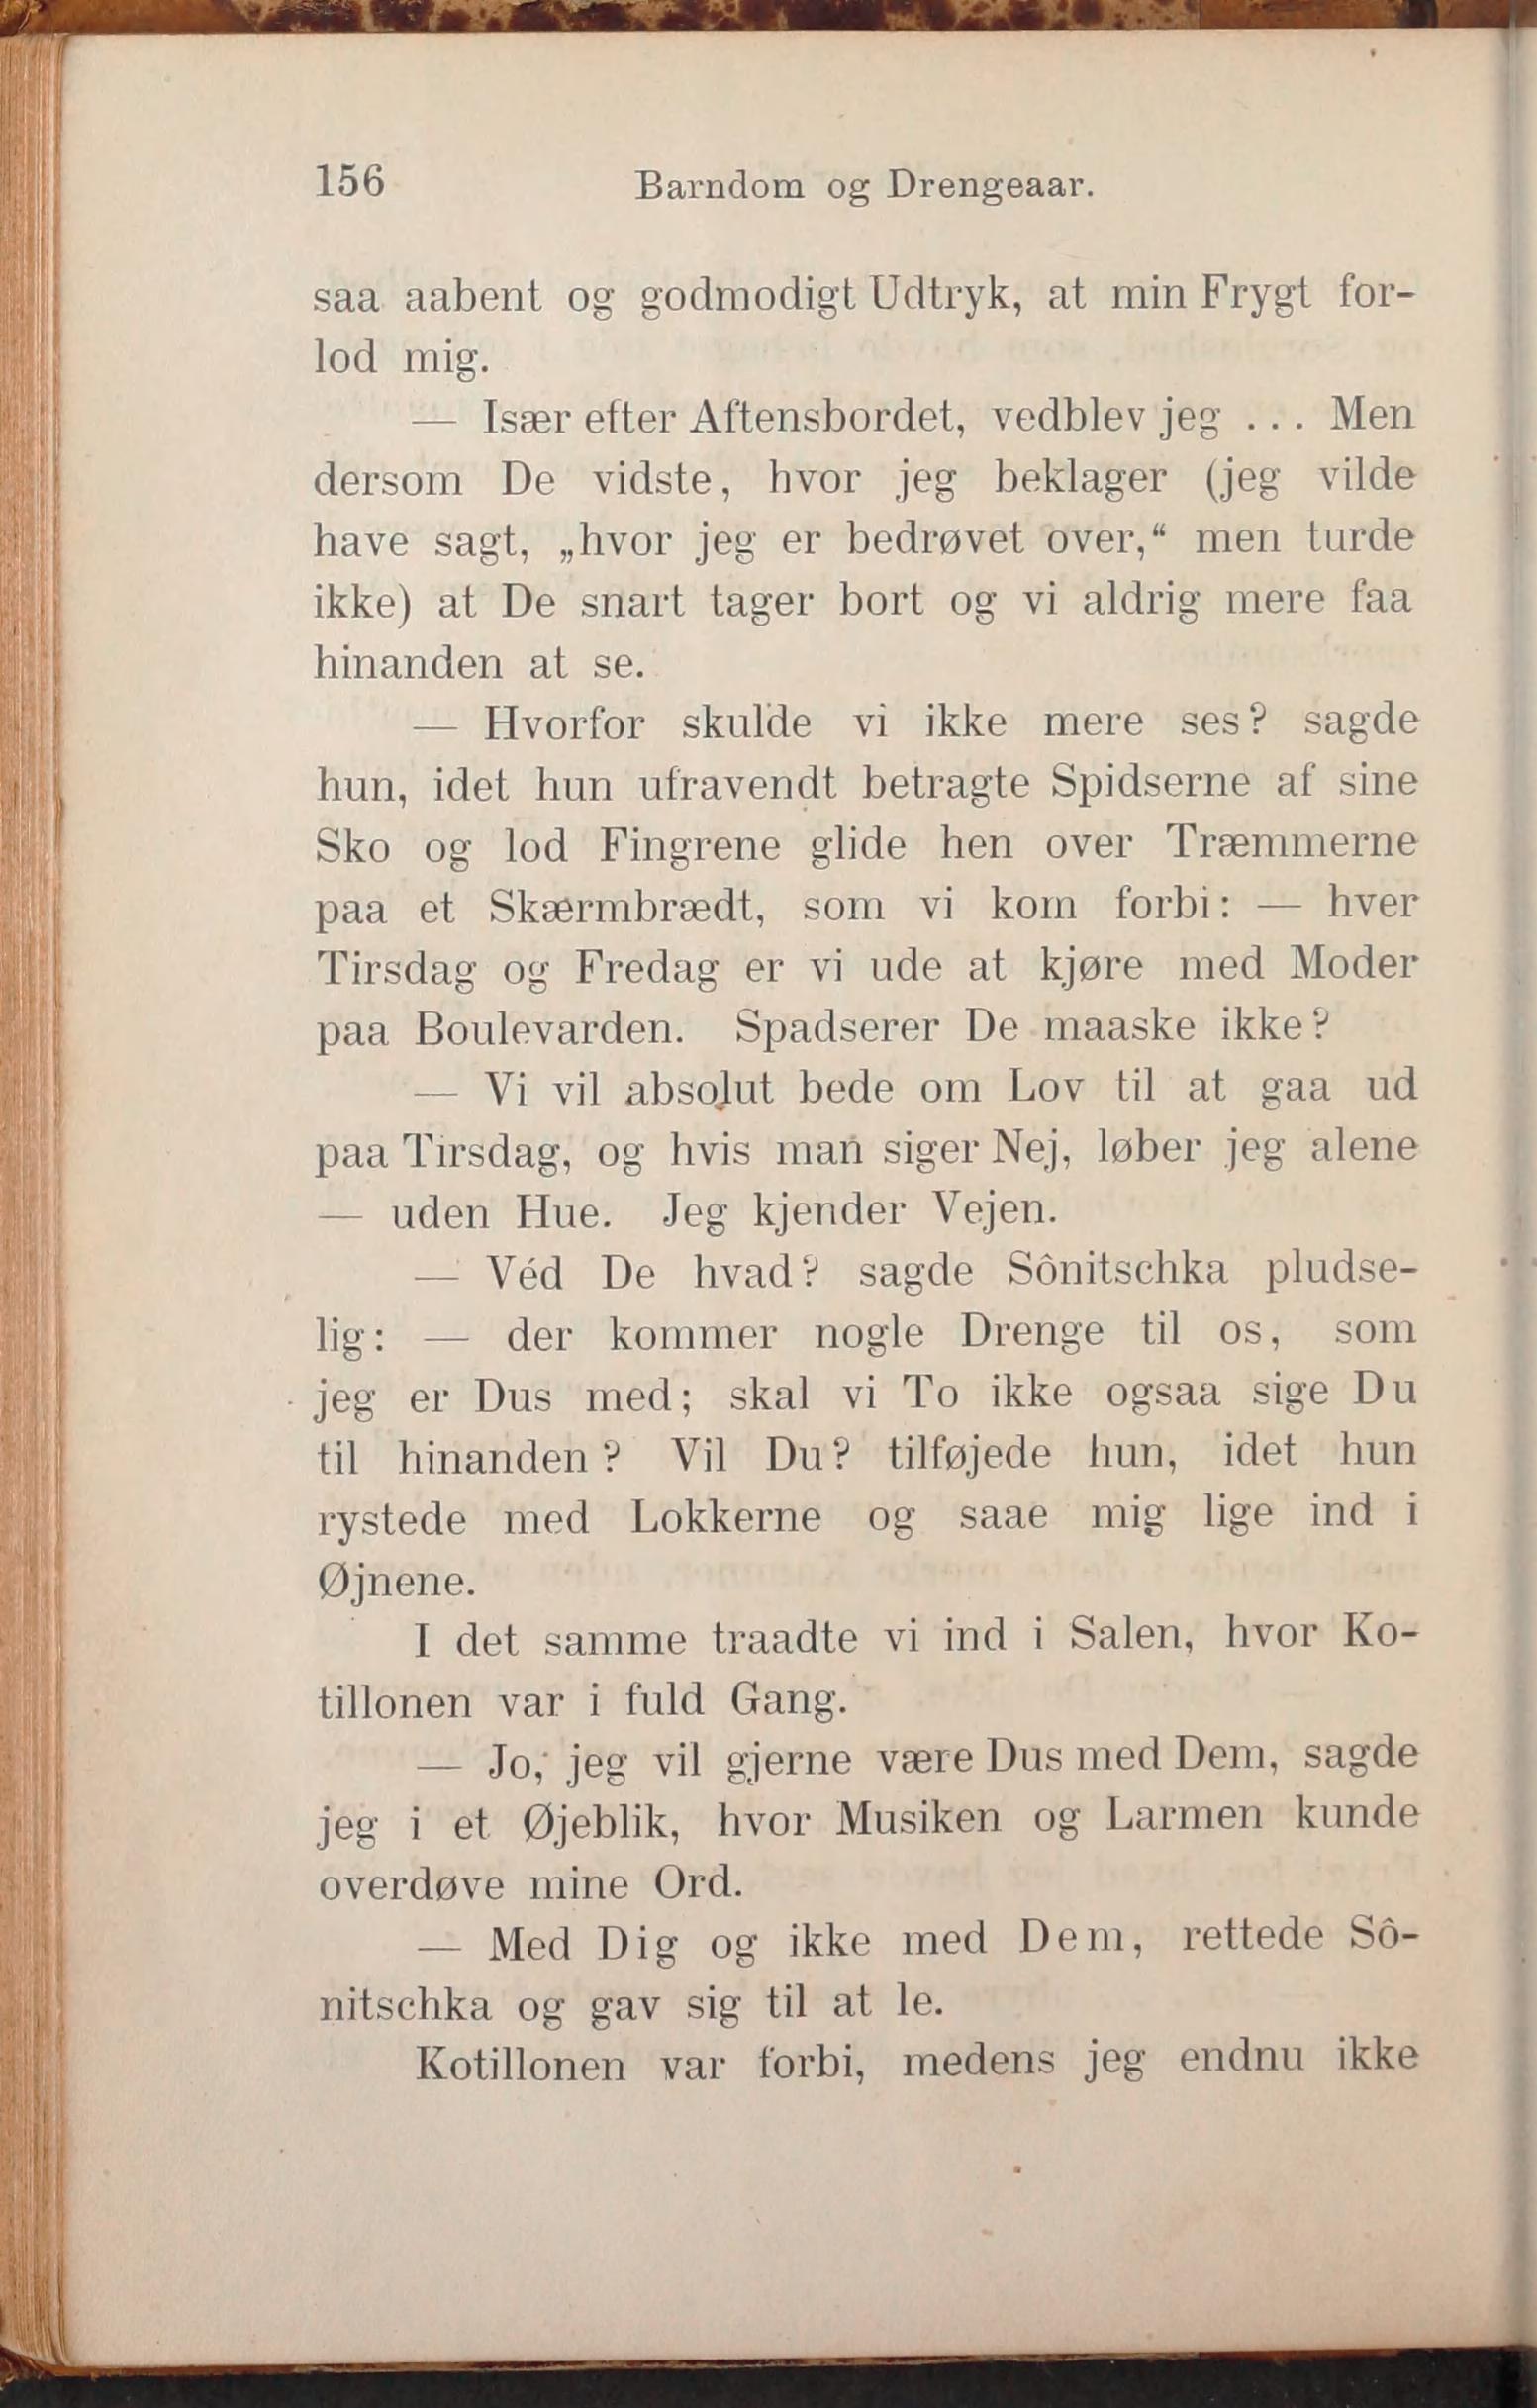 156 Barndom og Drengeaar.
saa aabent og godmodigt Udtryk, at min Frygt for-
lod mig.
— Især efter Aftensbordet, vedblev jeg ... Men
dersom De vidste, hvor jeg beklager (jeg vilde
have sagt, „hvor jeg er bedrøvet over,“ men turde
ikke) at De snart tager bort og vi aldrig mere faa
hinanden at se.
— Hvorfor skulde vi ikke mere ses? sagde
hun, idet hun ufravendt betragte Spidserne af sine
Sko og lod Fingrene glide hen over Træmmerne
paa et Skærmbrædt, som vi kom forbi: — hver
Tirsdag og Fredag er vi ude at kjøre med Moder
paa Boulevarden. Spadserer De maaske ikke?
— Vi vil absolut bede om Lov til at gaa ud
paa Tirsdag, og hvis man siger Nej, løber jeg alene
— uden Hue. Jeg kjender Vejen.
— Véd De hvad? sagde Sônitschka pludse-
lig: — der kommer nogle Drenge til os, som
jeg er Dus med; skal vi To ikke ogsaa sige Du
til hinanden? Vil Du? tilføjede hun, idet hun
rystede med Lokkerne og saae mig lige ind i
Øjnene.
I det samme traadte vi ind i Salen, hvor Ko-
tillonen var i fuld Gang.
— Jo, jeg vil gjerne være Dus med Dem, sagde
jeg i et Øjeblik, hvor Musiken og Larmen kunde
overdøve mine Ord.
— Med Dig og ikke med Dem, rettede Sô-
nitschka og gav sig til at le.
Kotillonen var forbi, medens jeg endnu ikke